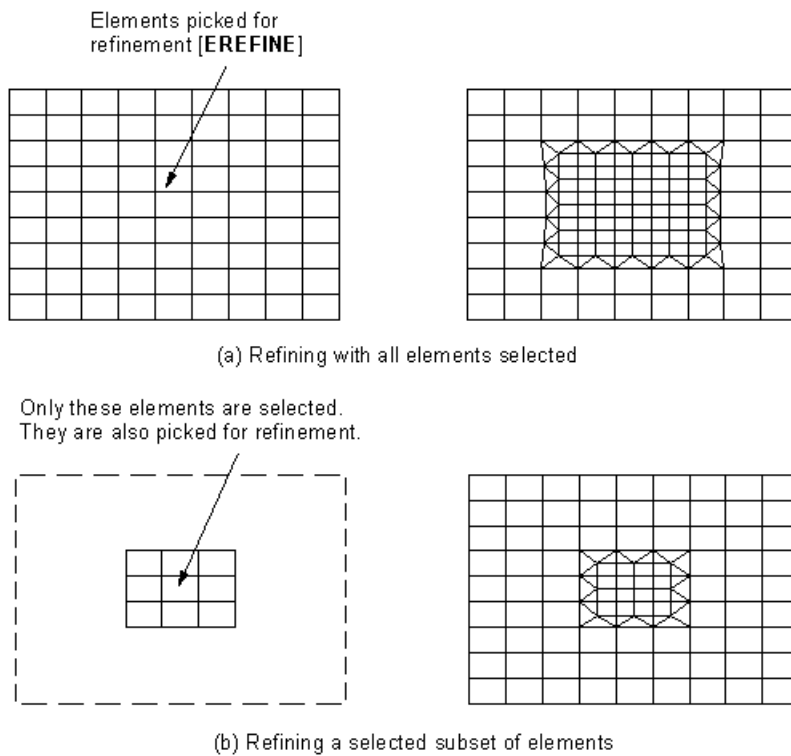 Elements picked for
refinement [EREFINE]
(a) Refining with all elements selected
Only these elements are selected.
They are also picked for refinement.
(b) Refining a selected subset of elements